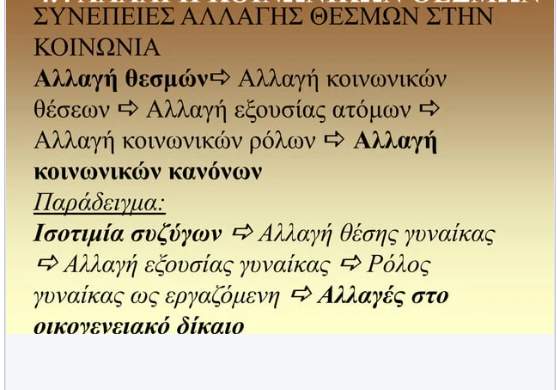 ΣΥΝΕΠΕΙΕΣ ΑΛΛΑΓΗΣ ΘΕΣΜΩΝ ΣΤΗΝ
ΚΟΙΝΩΝΙΑ
Αλλαγή θεσμών⇨ Αλλαγή κοινωνικών
θέσεων ⇨ Αλλαγή εξουσίας ατόμων ⇨
Αλλαγή κοινωνικών ρόλων ⇨ Αλλαγή
κοινωνικών κανόνων
Παράδειγμα:
Ισοτιμία συζύγων ⇨ Αλλαγή θέσης γυναίκας
⇨ Αλλαγή εξουσίας γυναίκας ⇨ Ρόλος
γυναίκας ως εργαζόμενη ⇨ Αλλαγές στο
οικογενειακό δίκαιο